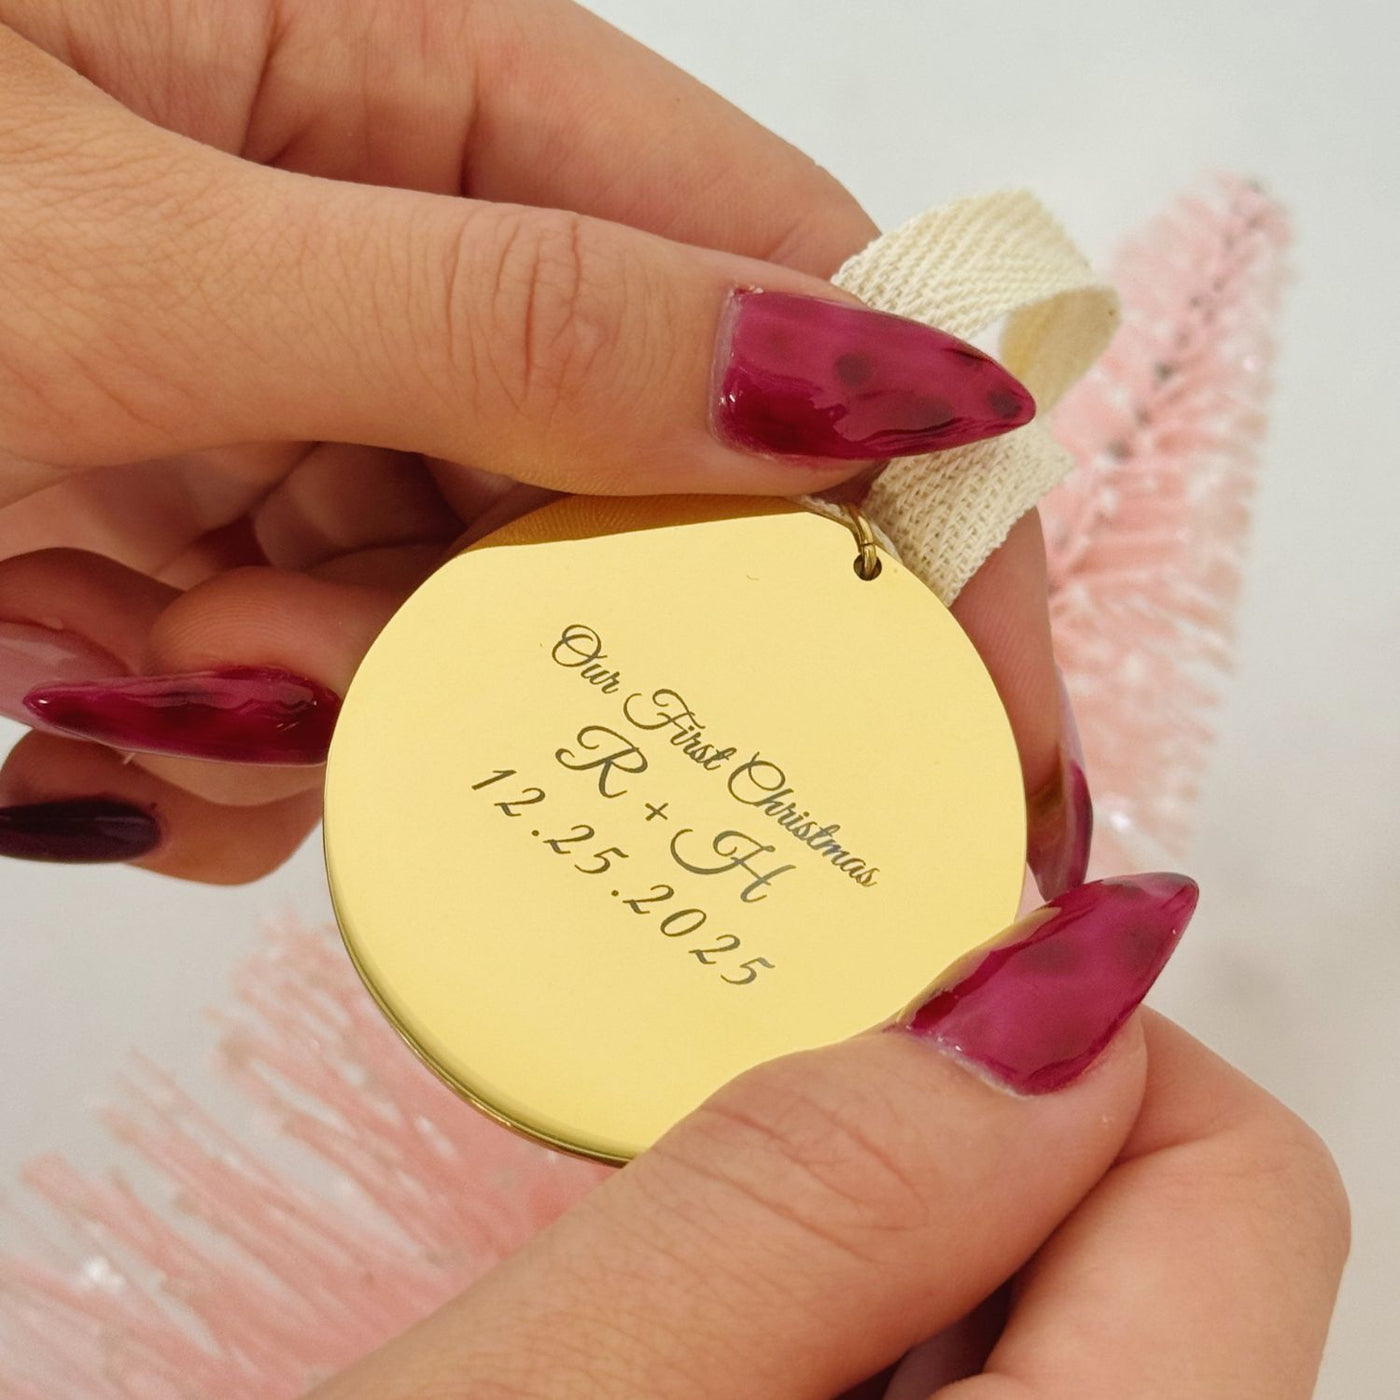 Our First Christmas
R + H
12.25.2025